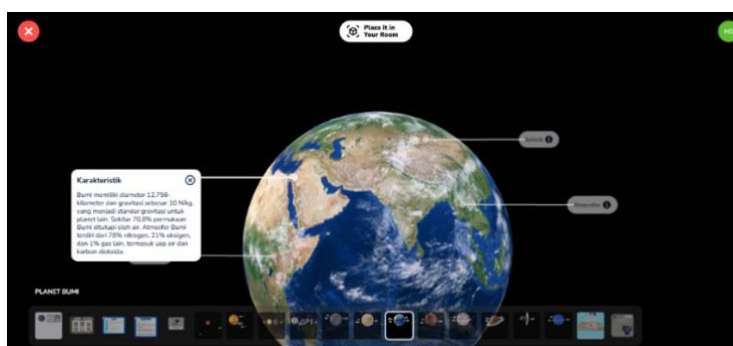 Place it in
Your Room
Karakteristik
Bumi memiliki diameter 12,756
kilometer dan gravitasi sebesar 10 N/kg,
yang menjadi standar gravitasi untuk
planet lain. Sekitar 70,8% permukaan
Bumi ditutupi oleh air. Atmosfer Bumi
terdiri dari 78% nitrogen, 21% oksigen,
dan 1% gas lain, termasuk uap air dan
karbon dioksida.
Atmosfer
PLANET BUMI